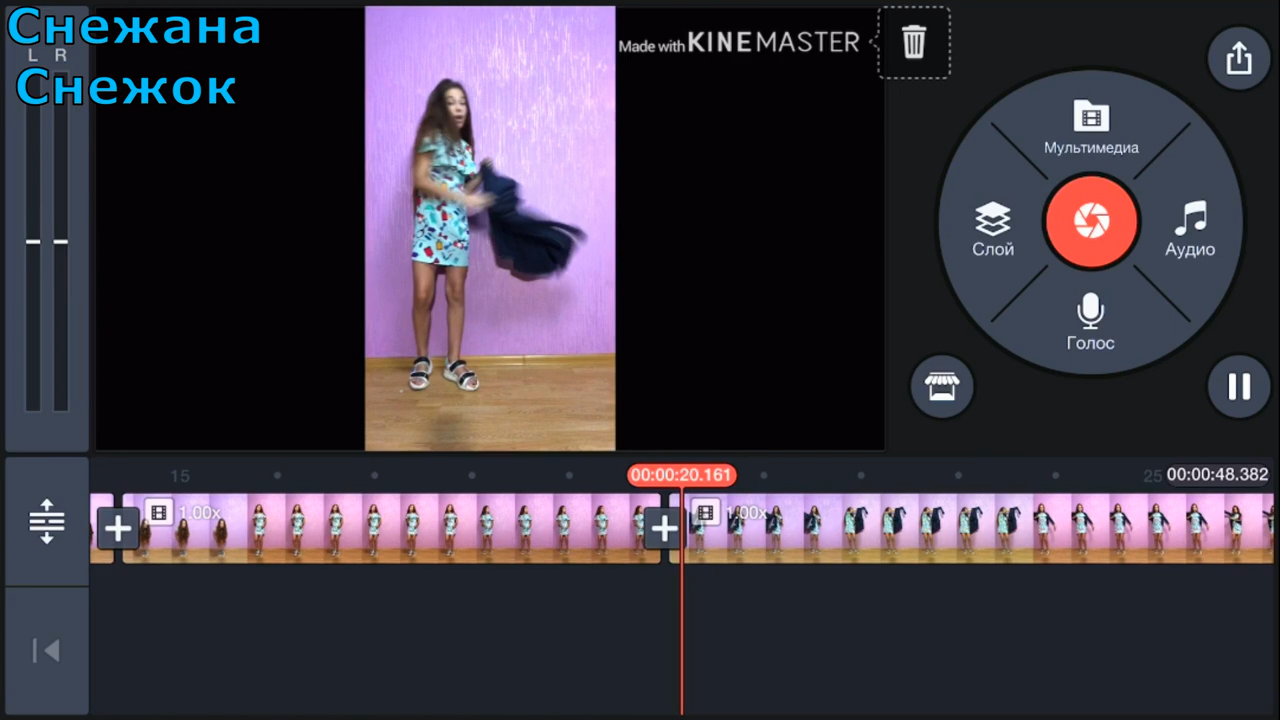 Снежана
L R
Снежок
Made with KINEMASTER
Мультимедиа
Слой
Аудио
Голос
15
00:00:20.161
25
00:00:48.382
1.00x
1.00x